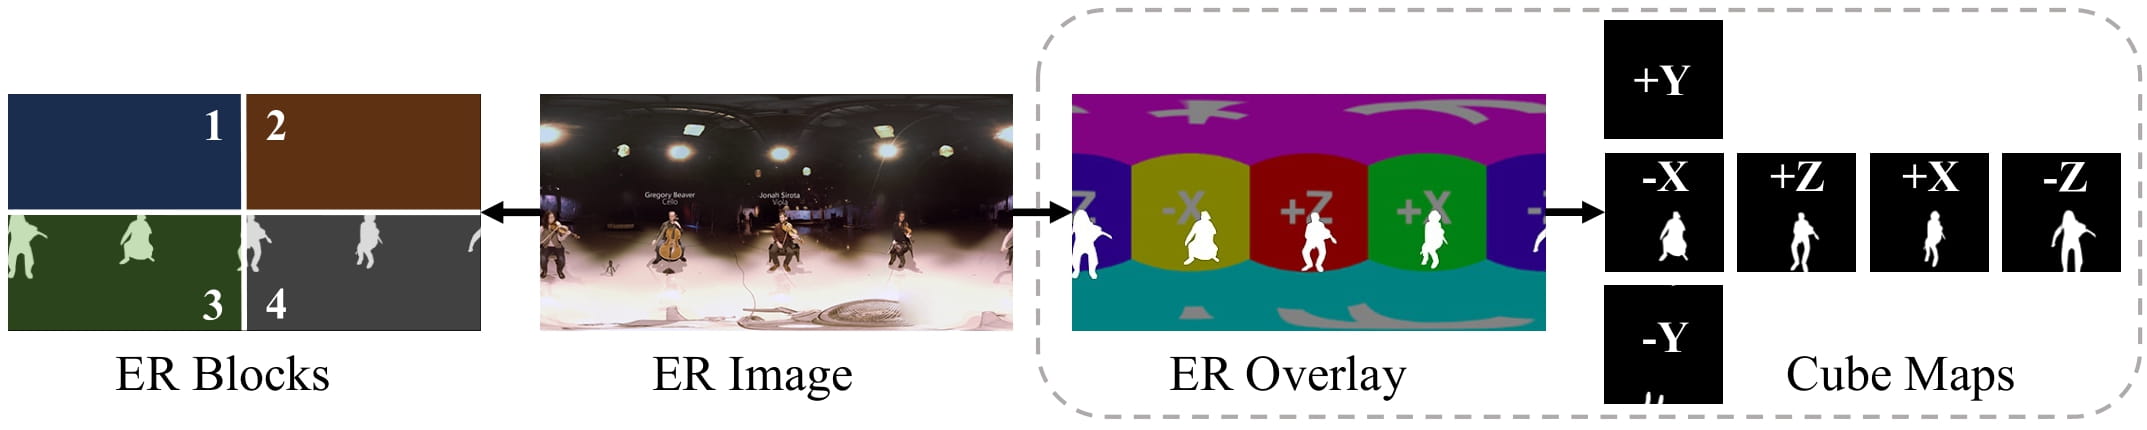 1 2
3 4
ER Blocks
Gregory Beaver
Cello
Jonah Sirota
Viola
ER Image
Z -X +Z +X -
ER Overlay
+Y
-X +Z +X -Z
-Y
Cube Maps